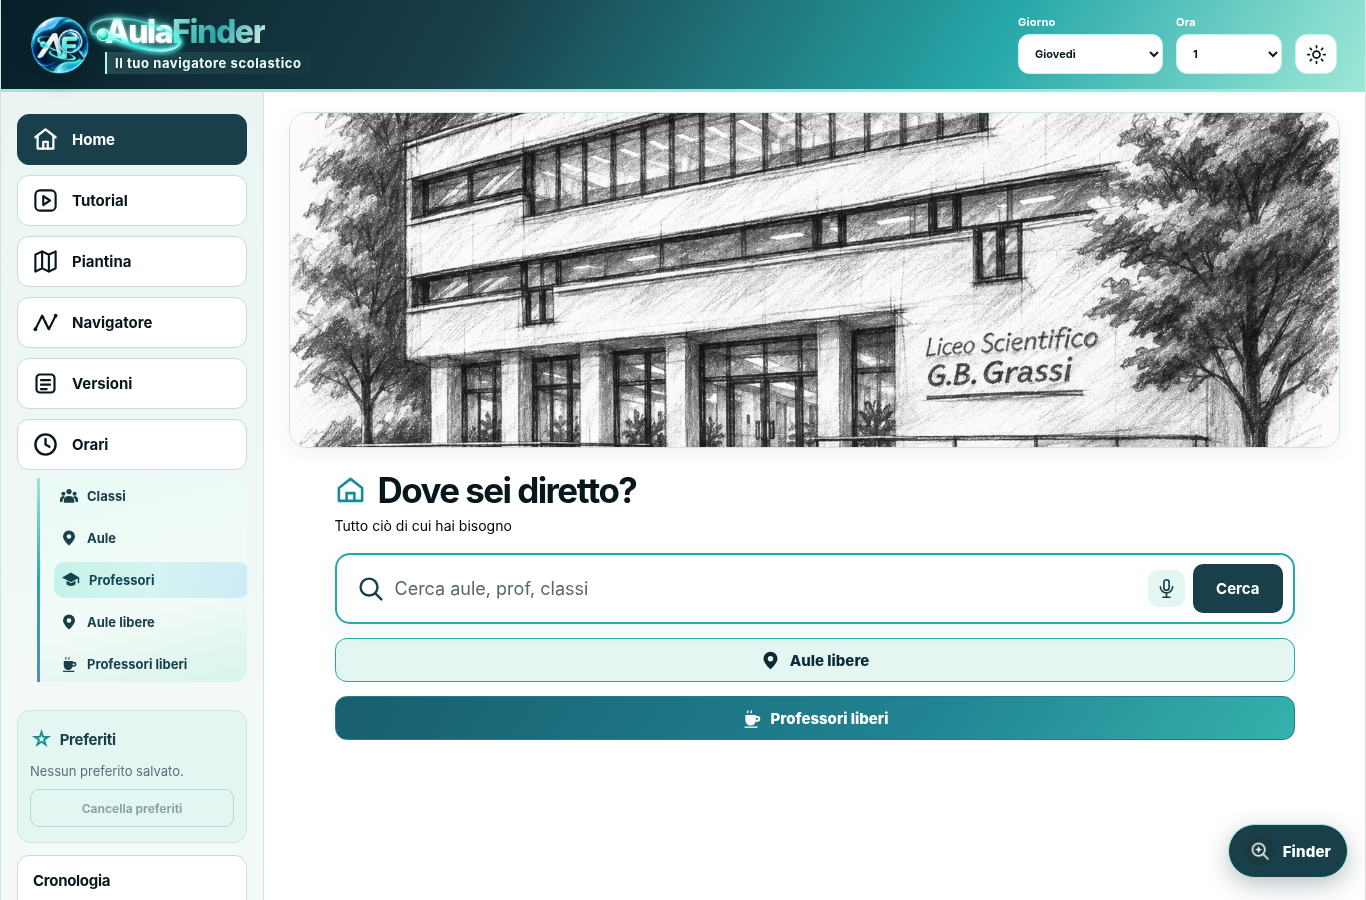 AulaFinder
Il tuo navigatore scolastico
Giorno
Ora
Giovedì
1
Home
Tutorial
Piantina
Navigatore
Versioni
Orari
Classi
Aule
Professori
Aule libere
Professori liberi
Preferiti
Nessun preferito salvato.
Cancella preferiti
Cronologia
Liceo Scientifico
G.B. Grassi
Dove sei diretto?
Tutto ciò di cui hai bisogno
Cerca aule, prof, classi
Cerca
Aule libere
Professori liberi
Finder